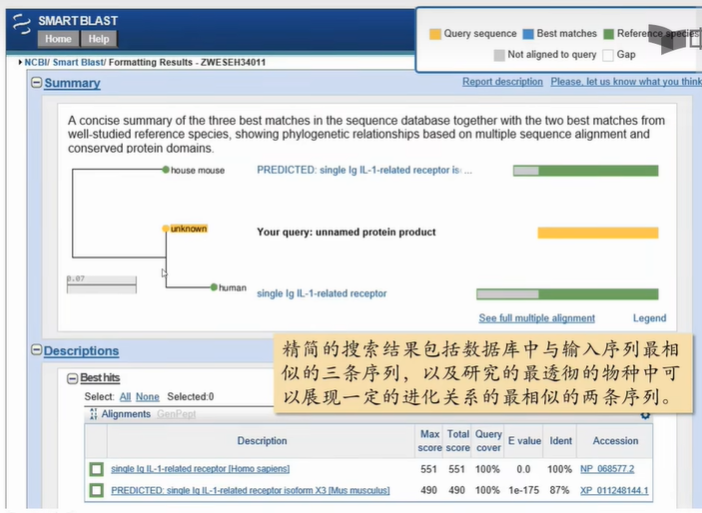 SMART BLAST
Home Help
Query sequence Best matches Reference species
Not aligned to query Gap
NCBI/ Smart Blast/ Formatting Results - ZWESEH34011
Summary
Report description Please, let us know what you think
A concise summary of the three best matches in the sequence database together with the two best matches from
well-studied reference species, showing phylogenetic relationships based on multiple sequence alignment and
conserved protein domains.
house mouse PREDICTED: single Ig IL-1-related receptor is ...
unknown Your query: unnamed protein product
0.07
human single Ig IL-1-related receptor
See full multiple alignment Legend
Descriptions
精简的搜索结果包括数据库中与输入序列最相
似的三条序列，以及研究的最透彻的物种中可
以展现一定的进化关系的最相似的两条序列。
Best hits
Select: All None Selected:0
Alignments GenPept
Description Max score Total score Query cover E value Ident Accession
single Ig IL-1-related receptor [Homo sapiens] 551 551 100% 0.0 100% NP_068577.2
PREDICTED: single Ig IL-1-related receptor isoform X3 [Mus musculus] 490 490 100% 1e-175 87% XP_011248144.1